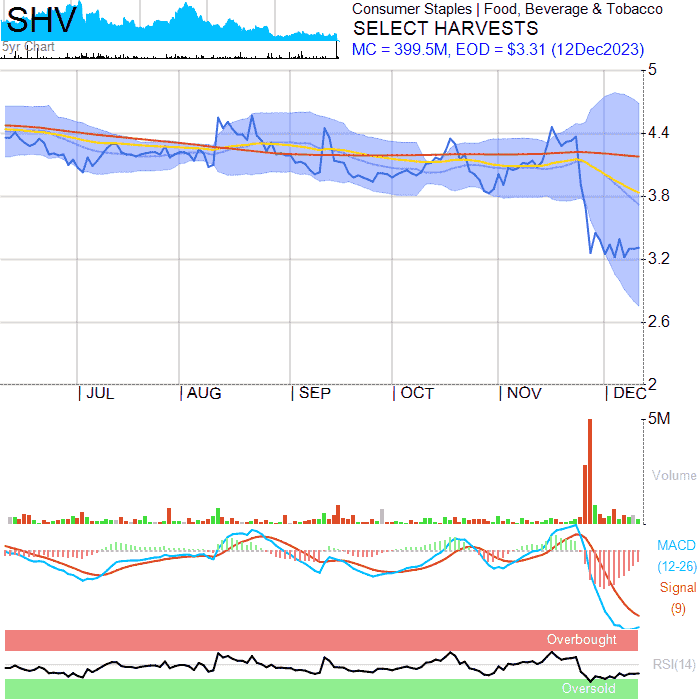 SHV
5yr Chart
Consumer Staples | Food, Beverage & Tobacco
SELECT HARVESTS
MC = 399.5M, EOD = $3.31 (12Dec2023)
5
4.4
3.8
3.2
2.6
2
JUL AUG SEP OCT NOV DEC
5M
Volume
MACD
(12-26)
Signal
(9)
Overbought
RSI(14)
Oversold